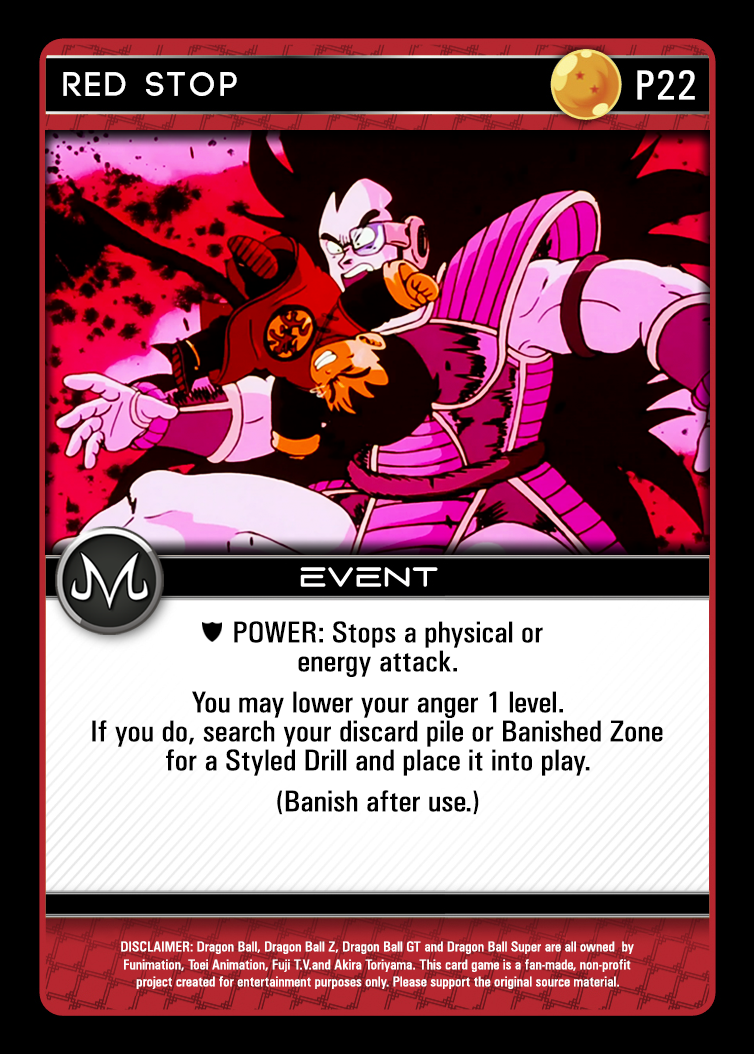 RED STOP
P22
EVENT
POWER: Stops a physical or
energy attack.
You may lower your anger 1 level.
If you do, search your discard pile or Banished Zone
for a Styled Drill and place it into play.
(Banish after use.)
DISCLAIMER: Dragon Ball, Dragon Ball Z, Dragon Ball GT and Dragon Ball Super are all owned by
Funimation, Toei Animation, Fuji T.V.and Akira Toriyama. This card game is a fan-made, non-profit
project created for entertainment purposes only. Please support the original source material.